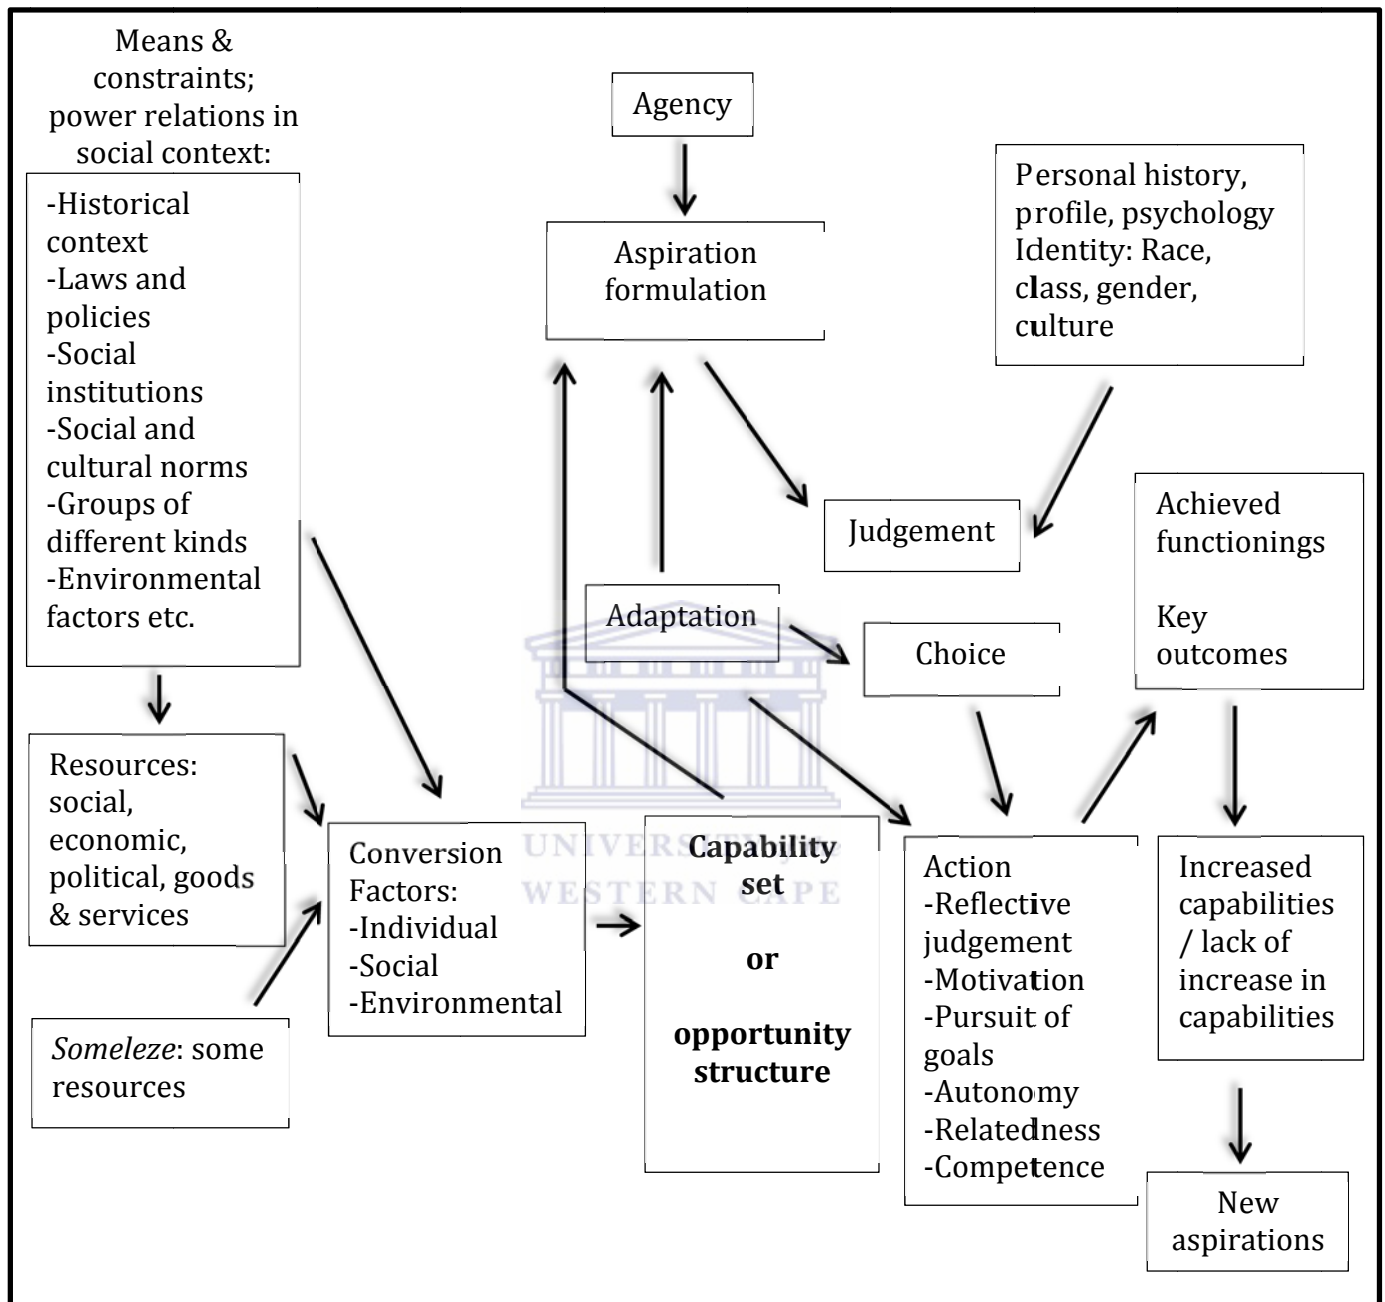 Means &
constraints;
power relations in
social context:
-Historical
context
-Laws and
policies
-Social
institutions
-Social and
cultural norms
-Groups of
different kinds
-Environmental
factors etc.
Agency
Aspiration
formulation
Personal history,
profile, psychology
Identity: Race,
class, gender,
culture
Judgement
Adaptation
Choice
Achieved
functionings
Key
outcomes
Resources:
social,
economic,
political, goods
& services
Someleze: some
resources
Conversion
Factors:
-Individual
-Social
-Environmental
UNIVERSITY of the
WESTERN CAPE
Capability
set
or
opportunity
structure
Action
-Reflective
judgement
-Motivation
-Pursuit of
goals
-Autonomy
-Relatedness
-Competence
Increased
capabilities
/ lack of
increase in
capabilities
New
aspirations